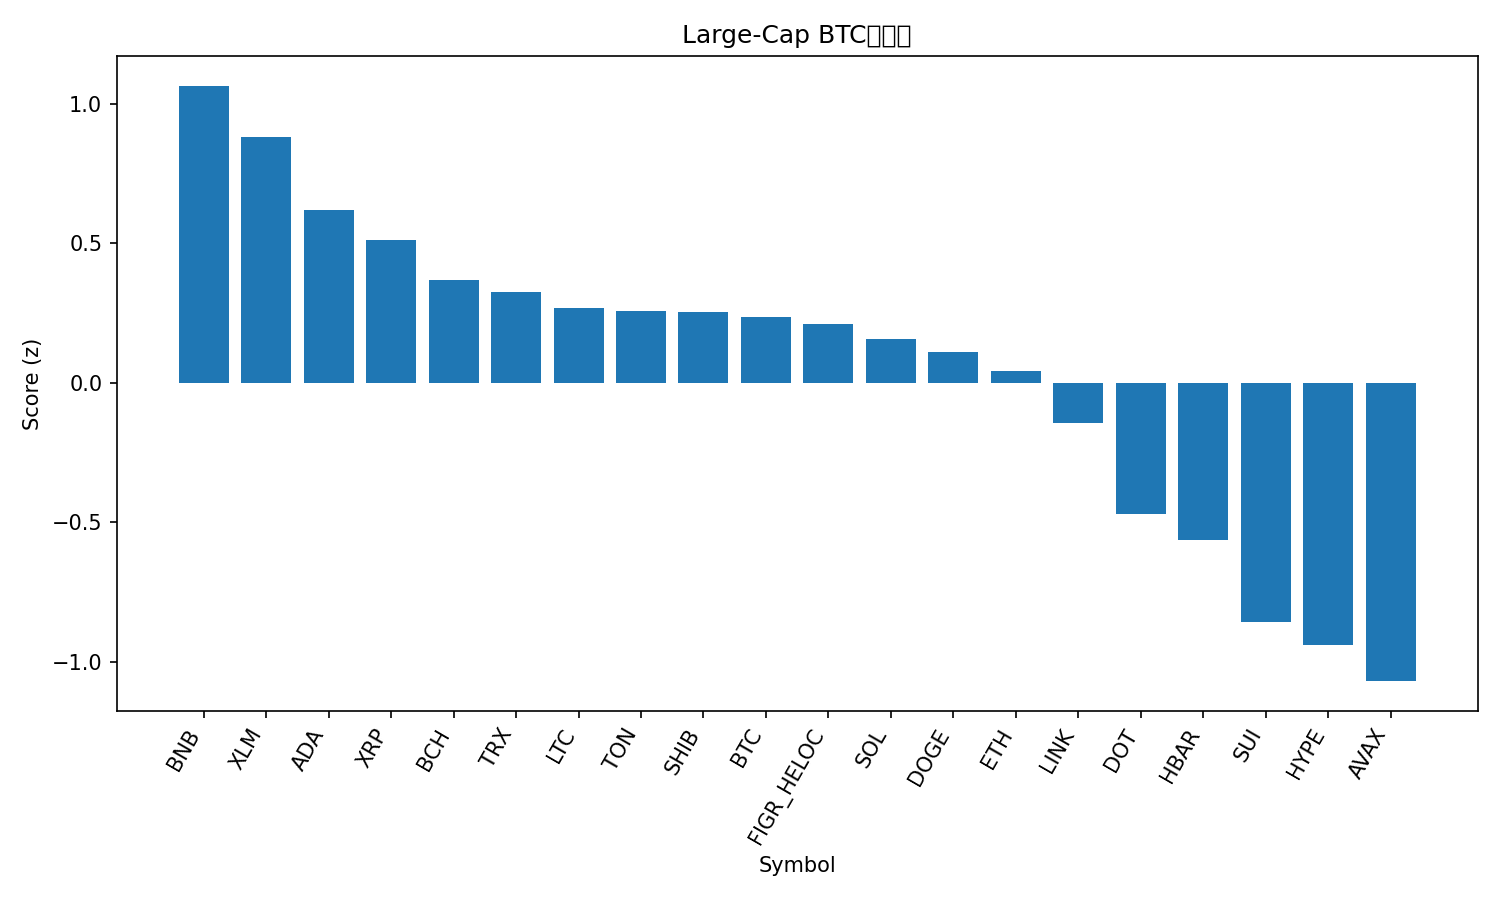 Large-Cap BTC
1.0
0.5
0.0
−0.5
−1.0
Score (z)
BNB
XLM
ADA
XRP
BCH
TRX
LTC
TON
SHIB
BTC
FIGR_HELOC
SOL
DOGE
ETH
LINK
DOT
HBAR
SUI
HYPE
AVAX
Symbol